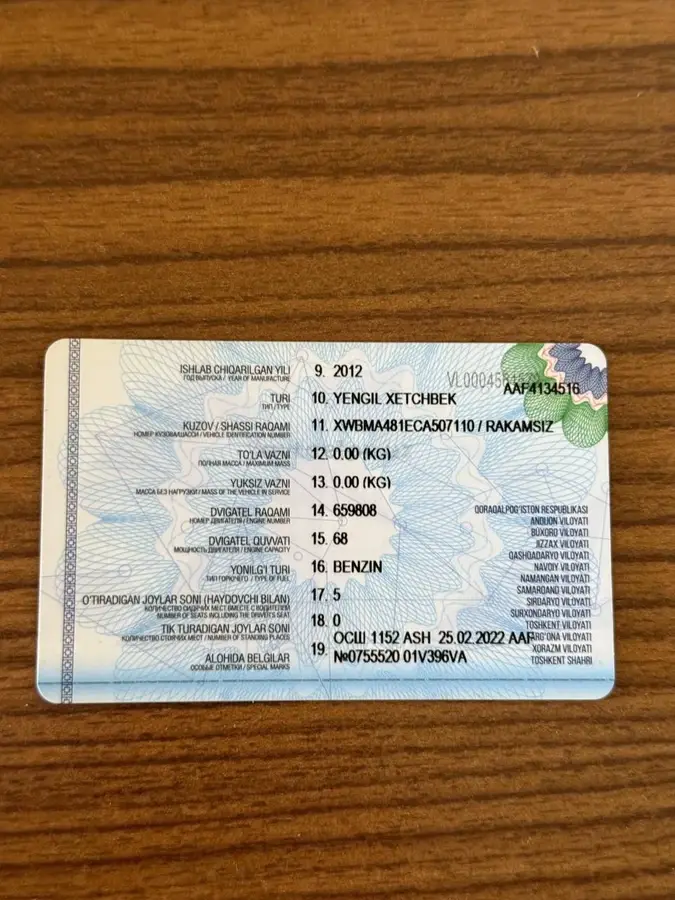 ISHLAB CHIQARILGAN YILI 9. 2012
ГОД ВЫПУСКА / YEAR OF MANUFACTURE
AAF4134516
TURI 10. YENGIL XETCHBEK
ТИП / TYPE
KUZOV / SHASSI RAQAMI 11. XWBMA481ECA507110 / RAKAMSIZ
НОМЕР КУЗОВА/ШАССИ / VEHICLE IDENTIFICATION NUMBER
TO'LA VAZNI 12. 0.00 (KG)
ПОЛНАЯ МАССА / MAXIMUM MASS
YUKSIZ VAZNI 13. 0.00 (KG)
МАССА БЕЗ НАГРУЗКИ / MASS OF THE VEHICLE IN SERVICE
DVIGATEL RAQAMI 14. 659808
НОМЕР ДВИГАТЕЛЯ / ENGINE NUMBER
DVIGATEL QUVVATI 15. 68
МОЩНОСТЬ ДВИГАТЕЛЯ / ENGINE CAPACITY
YONILG'I TURI 16. BENZIN
ТИП ГОРЮЧЕГО / TYPE OF FUEL
O'TIRADIGAN JOYLAR SONI (HAYDOVCHI BILAN) 17. 5
КОЛИЧЕСТВО СИДЯЧИХ МЕСТ ВМЕСТЕ С ВОДИТЕЛЕМ
NUMBER OF SEATS INCLUDING THE DRIVER'S SEAT
TIK TURADIGAN JOYLAR SONI 18. 0
КОЛИЧЕСТВО СТОЯЧИХ МЕСТ / NUMBER OF STANDING PLACES
ALOHIDA BELGILAR 19. ОСШ 1152 ASH 25.02.2022 AAF
№0755520 01V396VA
ОСОБЫЕ ОТМЕТКИ / SPECIAL MARKS
QORAQALPOG'ISTON RESPUBLIKASI
ANDIJON VILOYATI
BUXORO VILOYATI
JIZZAX VILOYATI
QASHQADARYO VILOYATI
NAVOIY VILOYATI
NAMANGAN VILOYATI
SAMARQAND VILOYATI
SIRDARYO VILOYATI
SURXONDARYO VILOYATI
TOSHKENT VILOYATI
VILOYATI
XORAZM VILOYATI
TOSHKENT SHAHRI